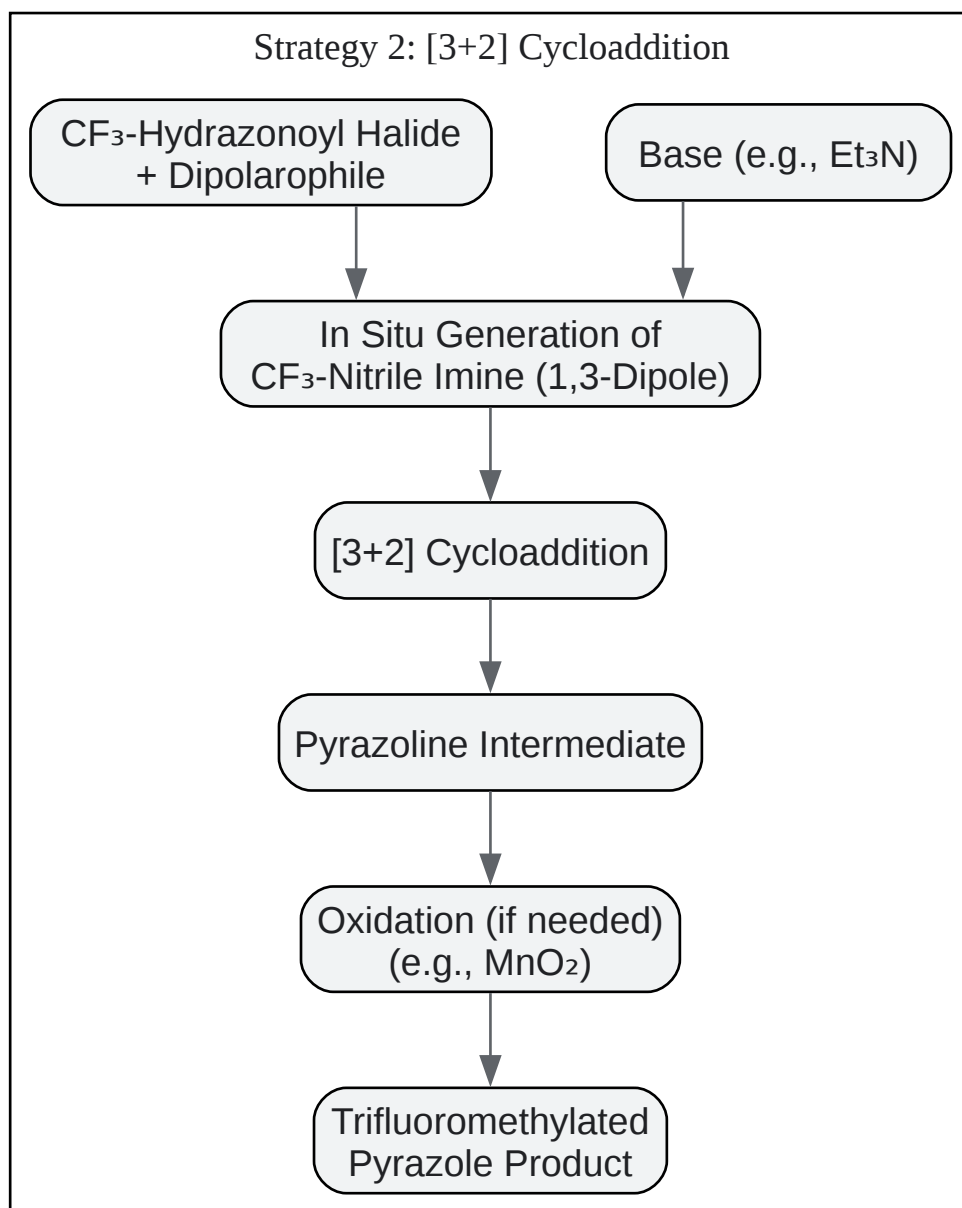 Strategy 2: [3+2] Cycloaddition
CF₃-Hydrazonoyl Halide
+ Dipolarophile
Base (e.g., Et₃N)
In Situ Generation of
CF₃-Nitrile Imine (1,3-Dipole)
[3+2] Cycloaddition
Pyrazoline Intermediate
Oxidation (if needed)
(e.g., MnO₂)
Trifluoromethylated
Pyrazole Product